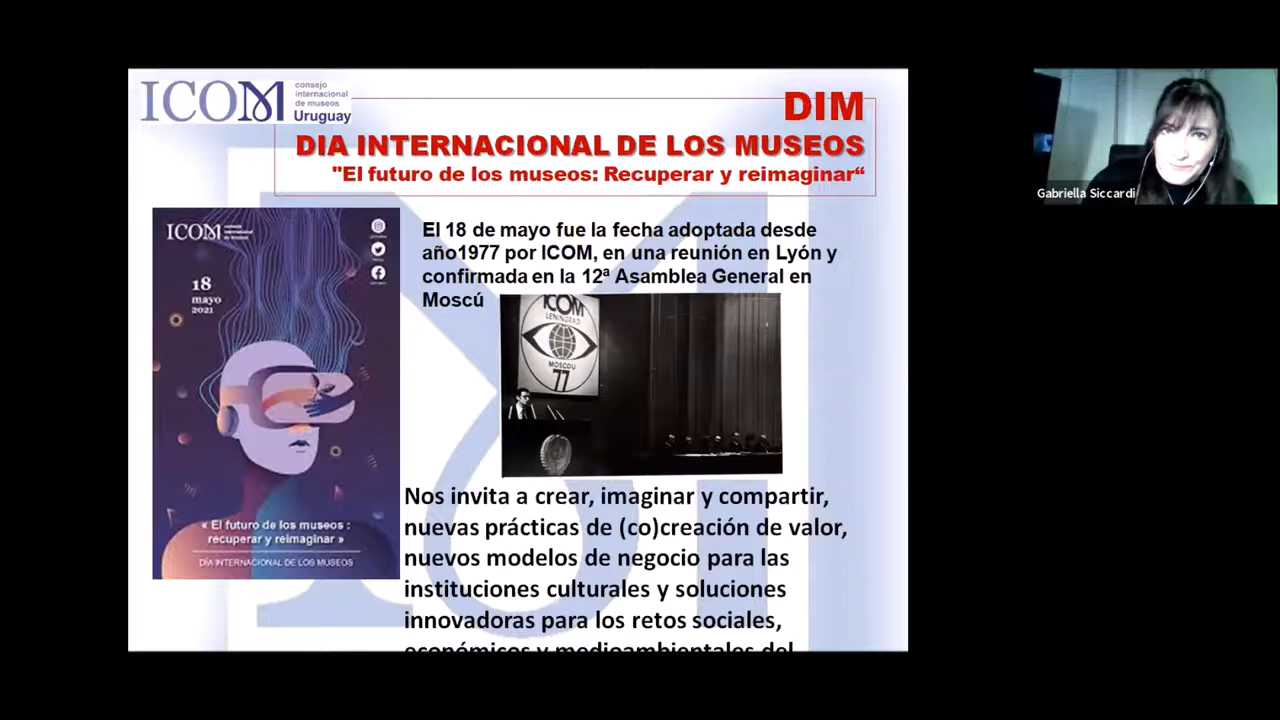 ICOM
consejo
internacional
de museos
Uruguay
DIM
DIA INTERNACIONAL DE LOS MUSEOS
"El futuro de los museos: Recuperar y reimaginar“
ICOM
18
mayo
2021
« El futuro de los museos :
recuperar y reimaginar »
DÍA INTERNACIONAL DE LOS MUSEOS
El 18 de mayo fue la fecha adoptada desde
año1977 por ICOM, en una reunión en Lyón y
confirmada en la 12ª Asamblea General en
Moscú
ICOM
LENINGRAD
MOSCOU
77
Nos invita a crear, imaginar y compartir,
nuevas prácticas de (co)creación de valor,
nuevos modelos de negocio para las
instituciones culturales y soluciones
innovadoras para los retos sociales,
económicos y medioambientales del
Gabriella Siccardi